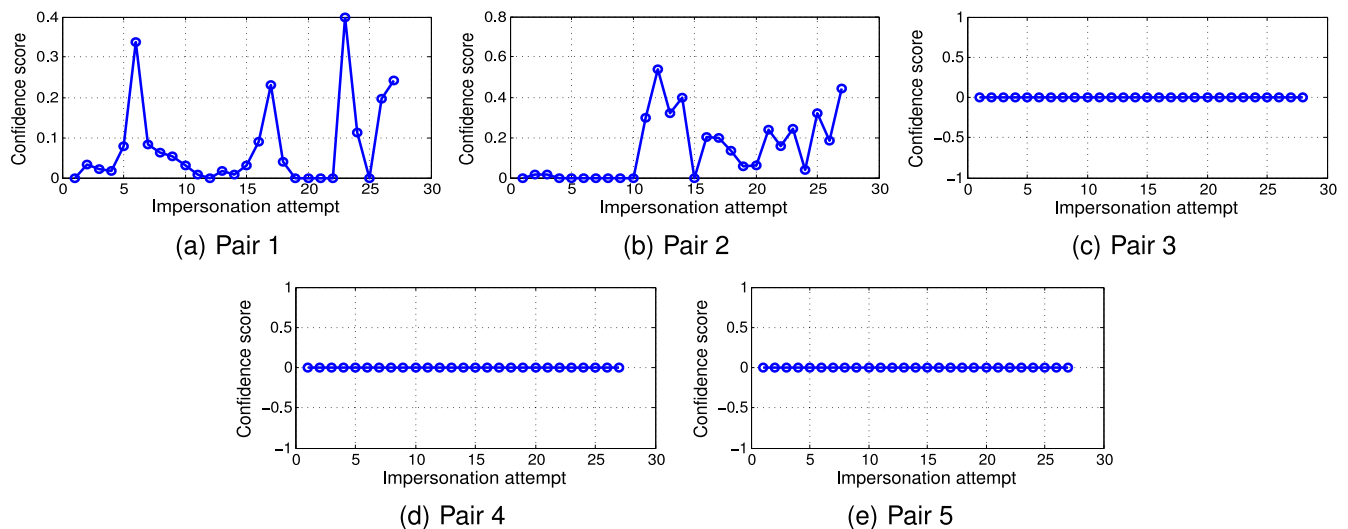 0.4
0.3
0.2
0.1
0
Confidence score
0 5 10 15 20 25 30
Impersonation attempt
(a) Pair 1
0.8
0.6
0.4
0.2
0
Confidence score
0 5 10 15 20 25 30
Impersonation attempt
(b) Pair 2
1
0.5
0
−0.5
−1
Confidence score
0 5 10 15 20 25 30
Impersonation attempt
(c) Pair 3
1
0.5
0
−0.5
−1
Confidence score
0 5 10 15 20 25 30
Impersonation attempt
(d) Pair 4
1
0.5
0
−0.5
−1
Confidence score
0 5 10 15 20 25 30
Impersonation attempt
(e) Pair 5